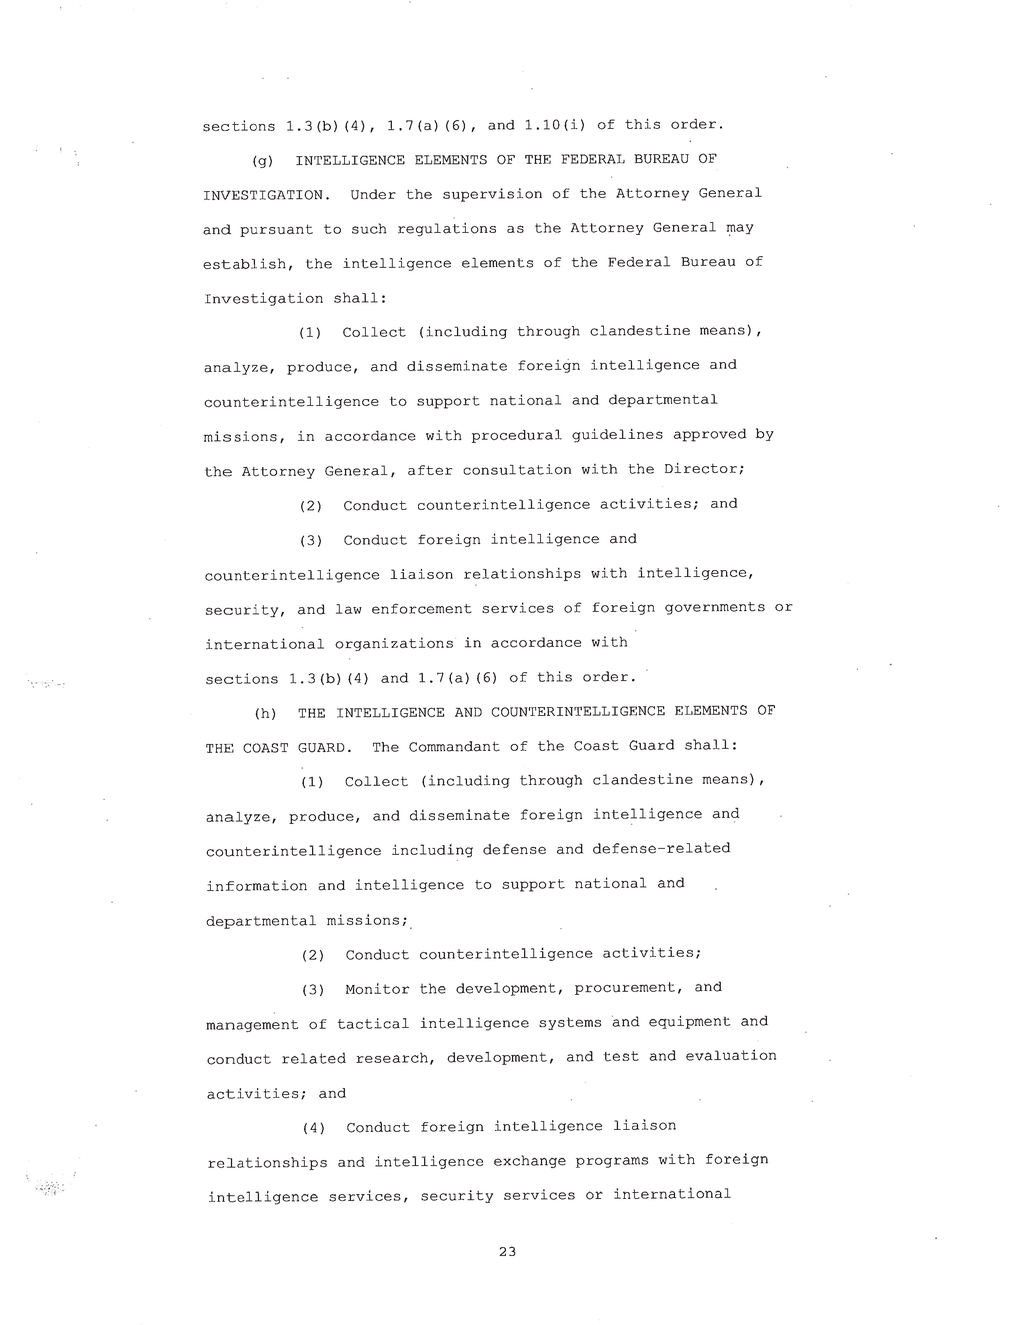 sections 1.3(b)(4), 1.7(a)(6), and 1.10(i) of this order.
(g) INTELLIGENCE ELEMENTS OF THE FEDERAL BUREAU OF
INVESTIGATION. Under the supervision of the Attorney General
and pursuant to such regulations as the Attorney General may
establish, the intelligence elements of the Federal Bureau of
Investigation shall:
(1) Collect (including through clandestine means),
analyze, produce, and disseminate foreign intelligence and
counterintelligence to support national and departmental
missions, in accordance with procedural guidelines approved by
the Attorney General, after consultation with the Director;
(2) Conduct counterintelligence activities; and
(3) Conduct foreign intelligence and
counterintelligence liaison relationships with intelligence,
security, and law enforcement services of foreign governments or
international organizations in accordance with
sections 1.3(b)(4) and 1.7(a)(6) of this order.
(h) THE INTELLIGENCE AND COUNTERINTELLIGENCE ELEMENTS OF
THE COAST GUARD. The Commandant of the Coast Guard shall:
(1) Collect (including through clandestine means),
analyze, produce, and disseminate foreign intelligence and
counterintelligence including defense and defense-related
information and intelligence to support national and
departmental missions;
(2) Conduct counterintelligence activities;
(3) Monitor the development, procurement, and
management of tactical intelligence systems and equipment and
conduct related research, development, and test and evaluation
activities; and
(4) Conduct foreign intelligence liaison
relationships and intelligence exchange programs with foreign
intelligence services, security services or international
23